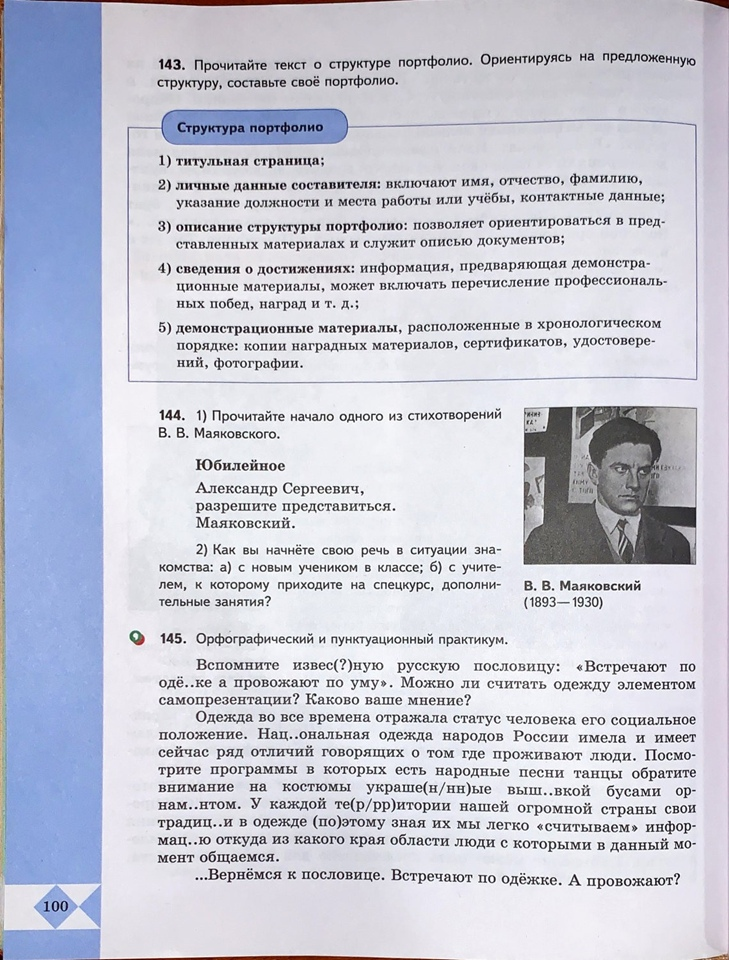 143. Прочитайте текст о структуре портфолио. Ориентируясь на предложенную
структуру, составьте своё портфолио.
Структура портфолио
1) титульная страница;
2) личные данные составителя: включают имя, отчество, фамилию,
указание должности и места работы или учёбы, контактные данные;
3) описание структуры портфолио: позволяет ориентироваться в пред-
ставленных материалах и служит описью документов;
4) сведения о достижениях: информация, предваряющая демонстра-
ционные материалы, может включать перечисление профессиональ-
ных побед, наград и т. д.;
5) демонстрационные материалы, расположенные в хронологическом
порядке: копии наградных материалов, сертификатов, удостовере-
ний, фотографии.
144. 1) Прочитайте начало одного из стихотворений
В. В. Маяковского.
Юбилейное
Александр Сергеевич,
разрешите представиться.
Маяковский.
2) Как вы начнёте свою речь в ситуации зна-
комства: а) с новым учеником в классе; б) с учите-
лем, к которому приходите на спецкурс, дополни-
тельные занятия?
В. В. Маяковский
(1893—1930)
145. Орфографический и пунктуационный практикум.
Вспомните извес(?)ную русскую пословицу: «Встречают по
одё..ке а провожают по уму». Можно ли считать одежду элементом
самопрезентации? Каково ваше мнение?
Одежда во все времена отражала статус человека его социальное
положение. Нац..ональная одежда народов России имела и имеет
сейчас ряд отличий говорящих о том где проживают люди. Посмо-
трите программы в которых есть народные песни танцы обратите
внимание на костюмы украше(н/нн)ые выш..вкой бусами ор-
нам..нтом. У каждой те(р/рр)итории нашей огромной страны свои
традиц..и в одежде (по)этому зная их мы легко «считываем» инфор-
мац..ю откуда из какого края области люди с которыми в данный мо-
мент общаемся.
...Вернёмся к пословице. Встречают по одёжке. А провожают?
100